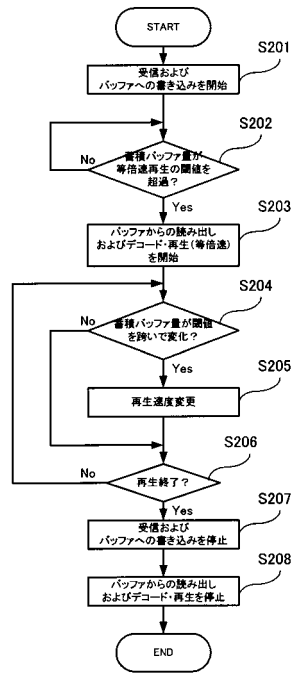 START
S201
受信および
バッファへの書き込みを開始
S202
蓄積バッファ量が
等倍速再生の閾値を
超過？
No
Yes
S203
バッファからの読み出し
およびデコード・再生(等倍速)
を開始
S204
No
蓄積バッファ量が閾値
を跨いで変化？
Yes
S205
再生速度変更
S206
No
再生終了？
Yes
S207
受信および
バッファへの書き込みを停止
S208
バッファからの読み出し
およびデコード・再生を停止
END